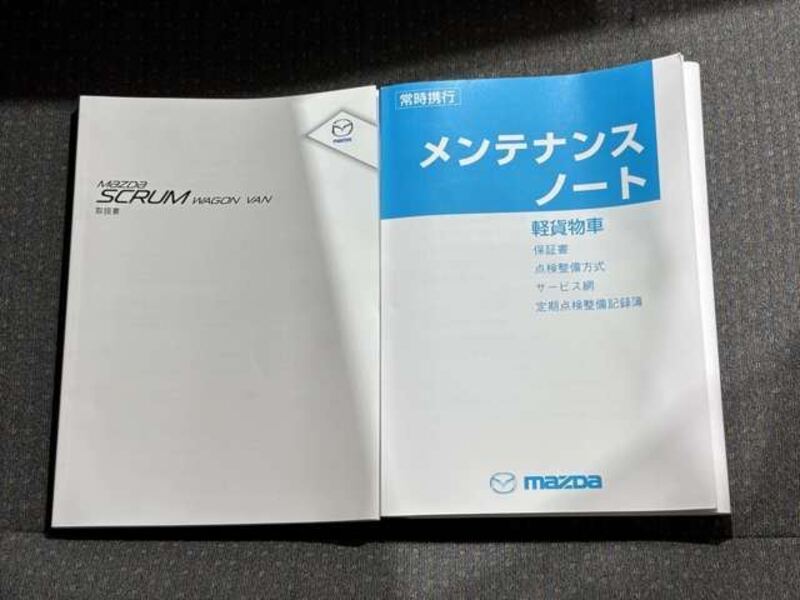 mazda
MAZDA
SCRUM WAGON VAN
取扱書
常時携行
メンテナンス
ノート
軽貨物車
保証書
点検整備方式
サービス網
定期点検整備記録簿
mazda